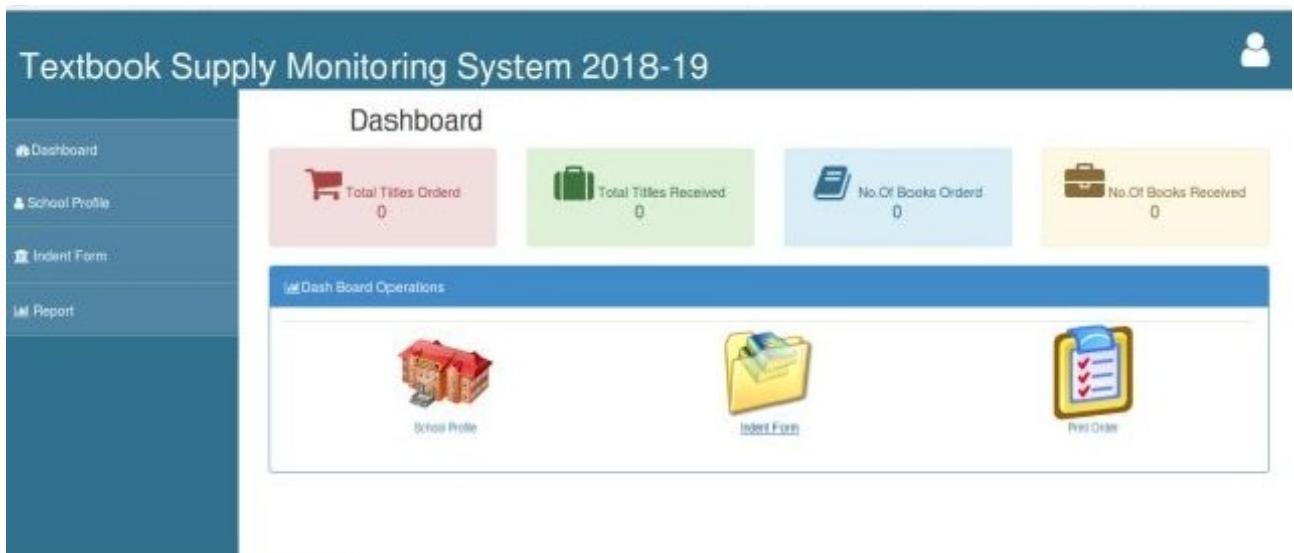 Textbook Supply Monitoring System 2018-19
Dashboard
School Profile
Indent Form
Report
Dashboard
Total Titles Orderd
0
Total Titles Received
0
No.Of Books Orderd
0
No.Of Books Received
0
Dash Board Operations
School Profile
Indent Form
Print Order